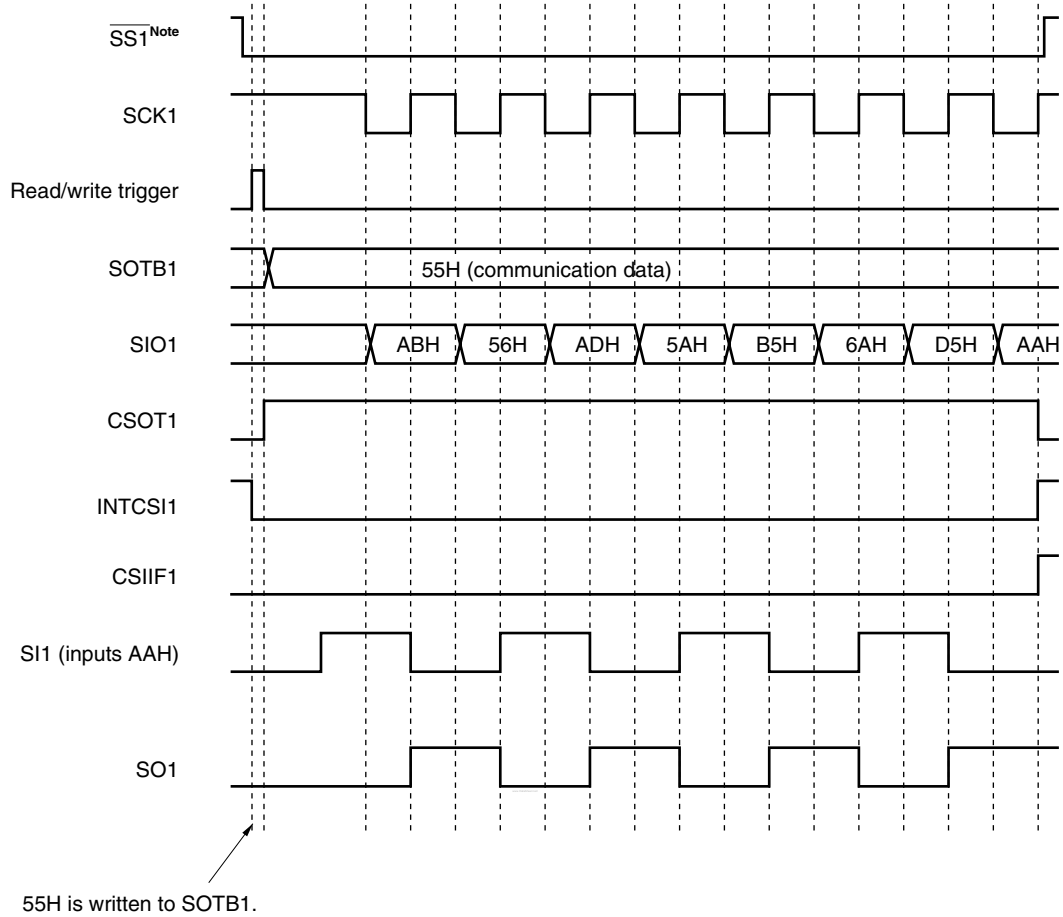 SS1Note
SCK1
Read/write trigger
SOTB1
55H (communication data)
SIO1
ABH 56H ADH 5AH B5H 6AH D5H AAH
CSOT1
INTCSI1
CSIIF1
SI1 (inputs AAH)
SO1
55H is written to SOTB1.